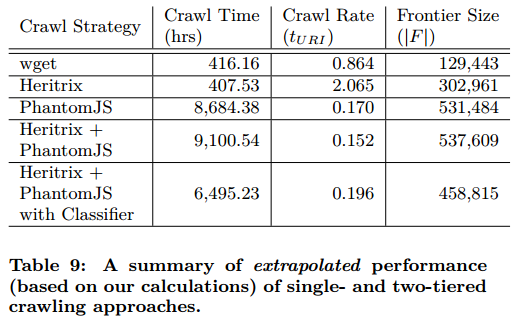 Crawl Strategy Crawl Time (hrs) Crawl Rate (tURI) Frontier Size (|F|)
wget 416.16 0.864 129,443
Heritrix 407.53 2.065 302,961
PhantomJS 8,684.38 0.170 531,484
Heritrix + PhantomJS 9,100.54 0.152 537,609
Heritrix + PhantomJS with Classifier 6,495.23 0.196 458,815
Table 9: A summary of extrapolated performance
(based on our calculations) of single- and two-tiered
crawling approaches.